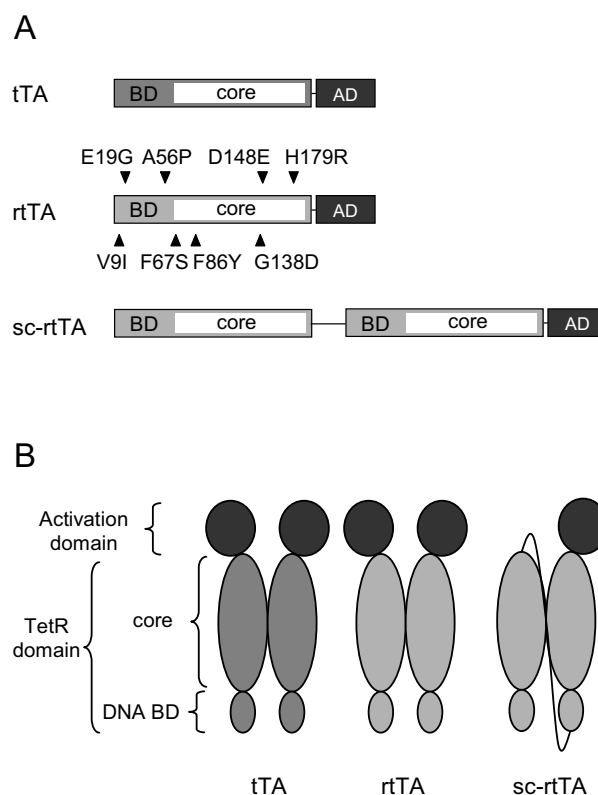 A
tTA
BD core AD
E19G A56P D148E H179R
rtTA
BD core AD
V9I F67S F86Y G138D
sc-rtTA
BD core BD core AD
B
Activation
domain
TetR
domain
core
DNA BD
tTA rtTA sc-rtTA